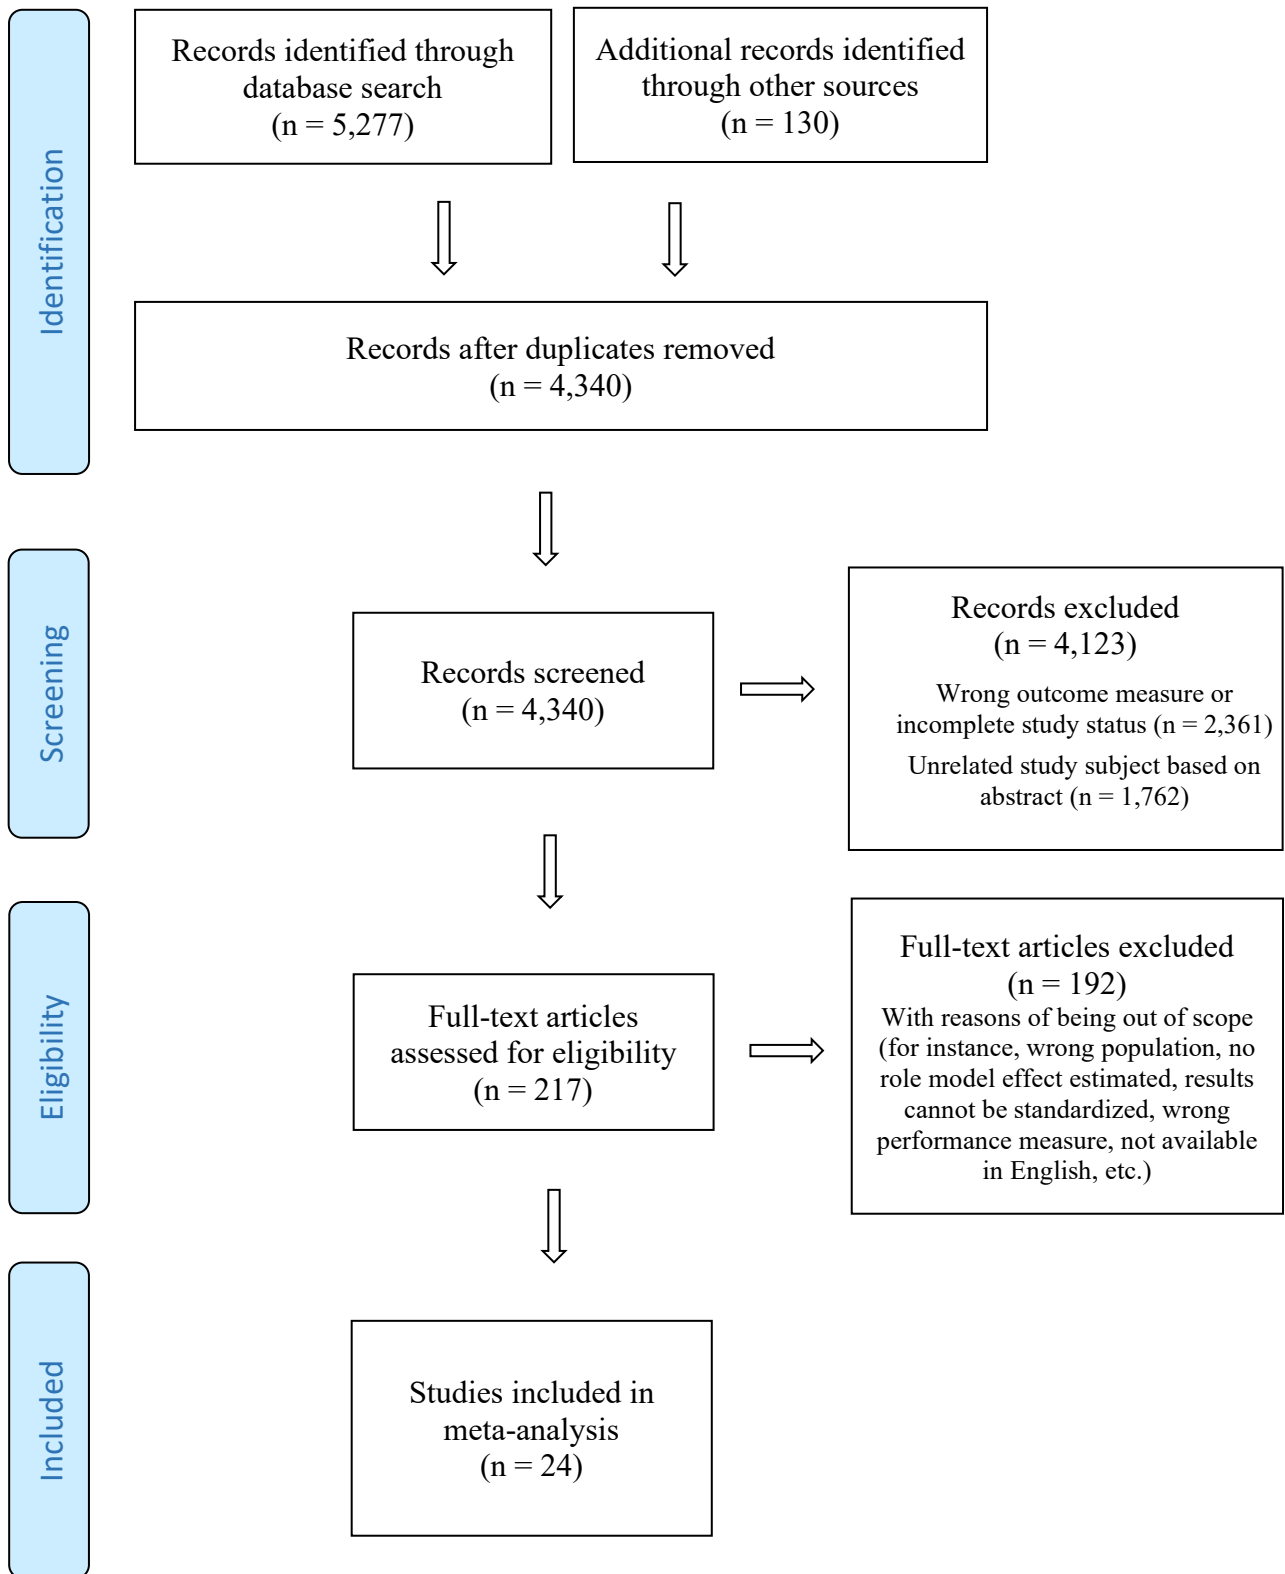 Identification
Records identified through
database search
(n = 5,277)
Additional records identified
through other sources
(n = 130)
Records after duplicates removed
(n = 4,340)
Screening
Records screened
(n = 4,340)
Records excluded
(n = 4,123)
Wrong outcome measure or
incomplete study status (n = 2,361)
Unrelated study subject based on
abstract (n = 1,762)
Eligibility
Full-text articles
assessed for eligibility
(n = 217)
Full-text articles excluded
(n = 192)
With reasons of being out of scope
(for instance, wrong population, no
role model effect estimated, results
cannot be standardized, wrong
performance measure, not available
in English, etc.)
Included
Studies included in
meta-analysis
(n = 24)